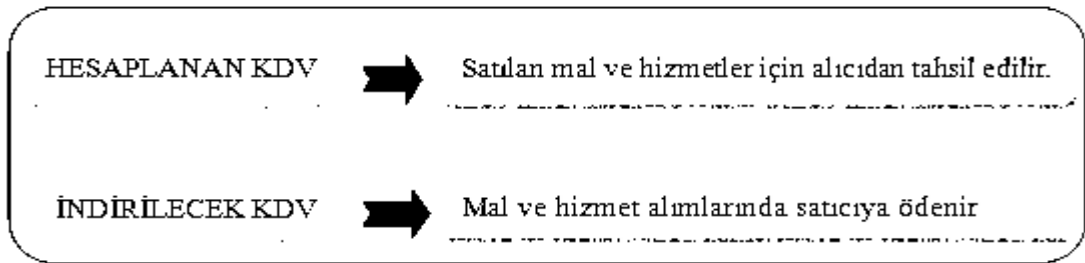 HESAPLANAN KDV Satılan mal ve hizmetler için alıcıdan tahsil edilir.
İNDİRİLECEK KDV Mal ve hizmet alımlarında satıcıya ödenir